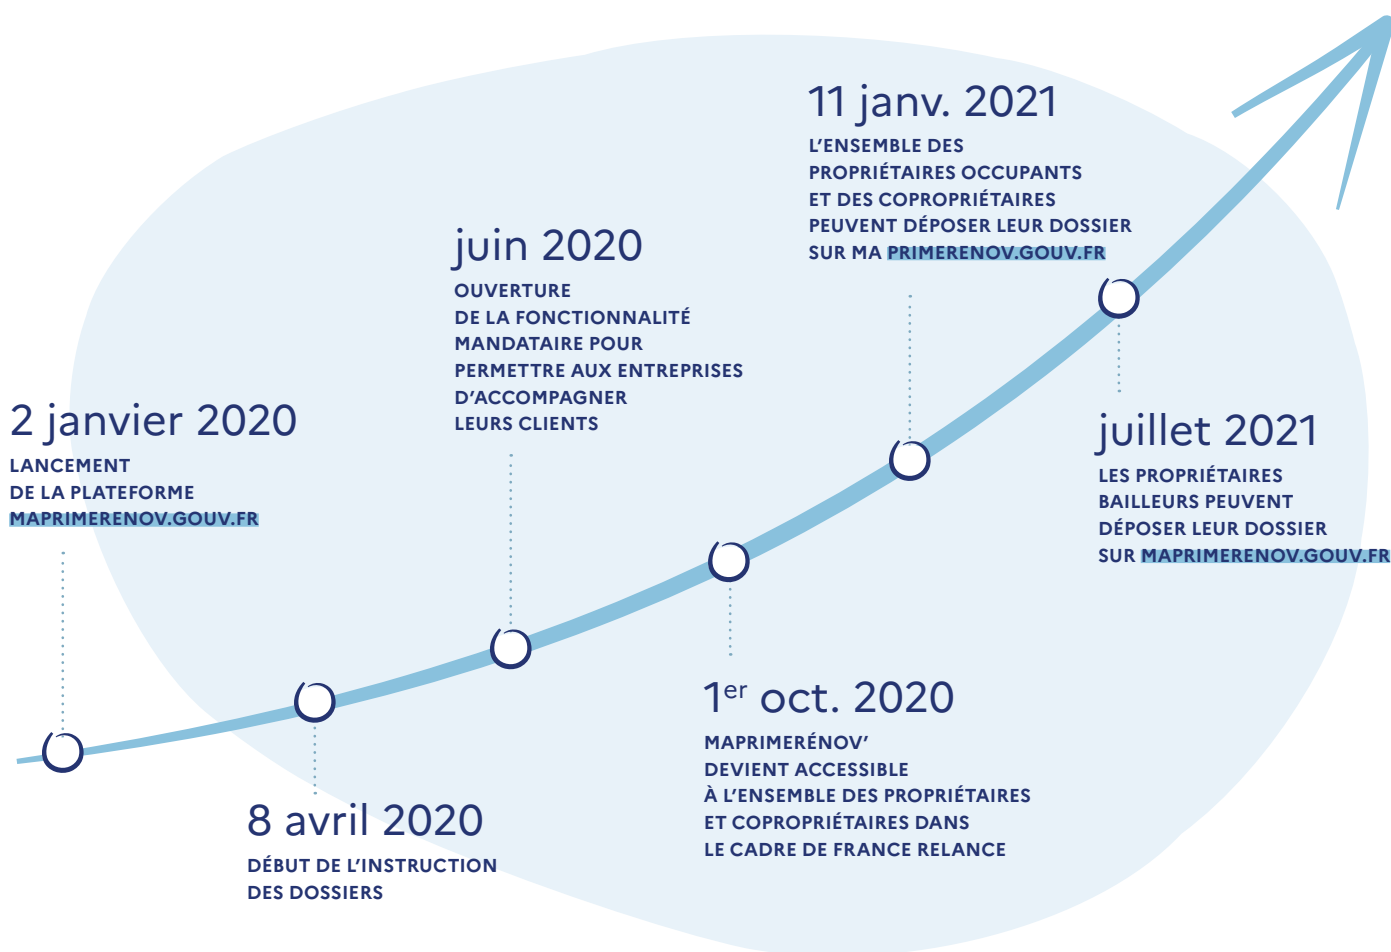 2 janvier 2020
LANCEMENT
DE LA PLATEFORME
MAPRIMERENOV.GOUV.FR
8 avril 2020
DÉBUT DE L’INSTRUCTION
DES DOSSIERS
juin 2020
OUVERTURE
DE LA FONCTIONNALITÉ
MANDATAIRE POUR
PERMETTRE AUX ENTREPRISES
D’ACCOMPAGNER
LEURS CLIENTS
1er oct. 2020
MAPRIMERÉNOV’
DEVIENT ACCESSIBLE
À L’ENSEMBLE DES PROPRIÉTAIRES
ET COPROPRIÉTAIRES DANS
LE CADRE DE FRANCE RELANCE
11 janv. 2021
L’ENSEMBLE DES
PROPRIÉTAIRES OCCUPANTS
ET DES COPROPRIÉTAIRES
PEUVENT DÉPOSER LEUR DOSSIER
SUR MA PRIMERENOV.GOUV.FR
juillet 2021
LES PROPRIÉTAIRES
BAILLEURS PEUVENT
DÉPOSER LEUR DOSSIER
SUR MAPRIMERENOV.GOUV.FR